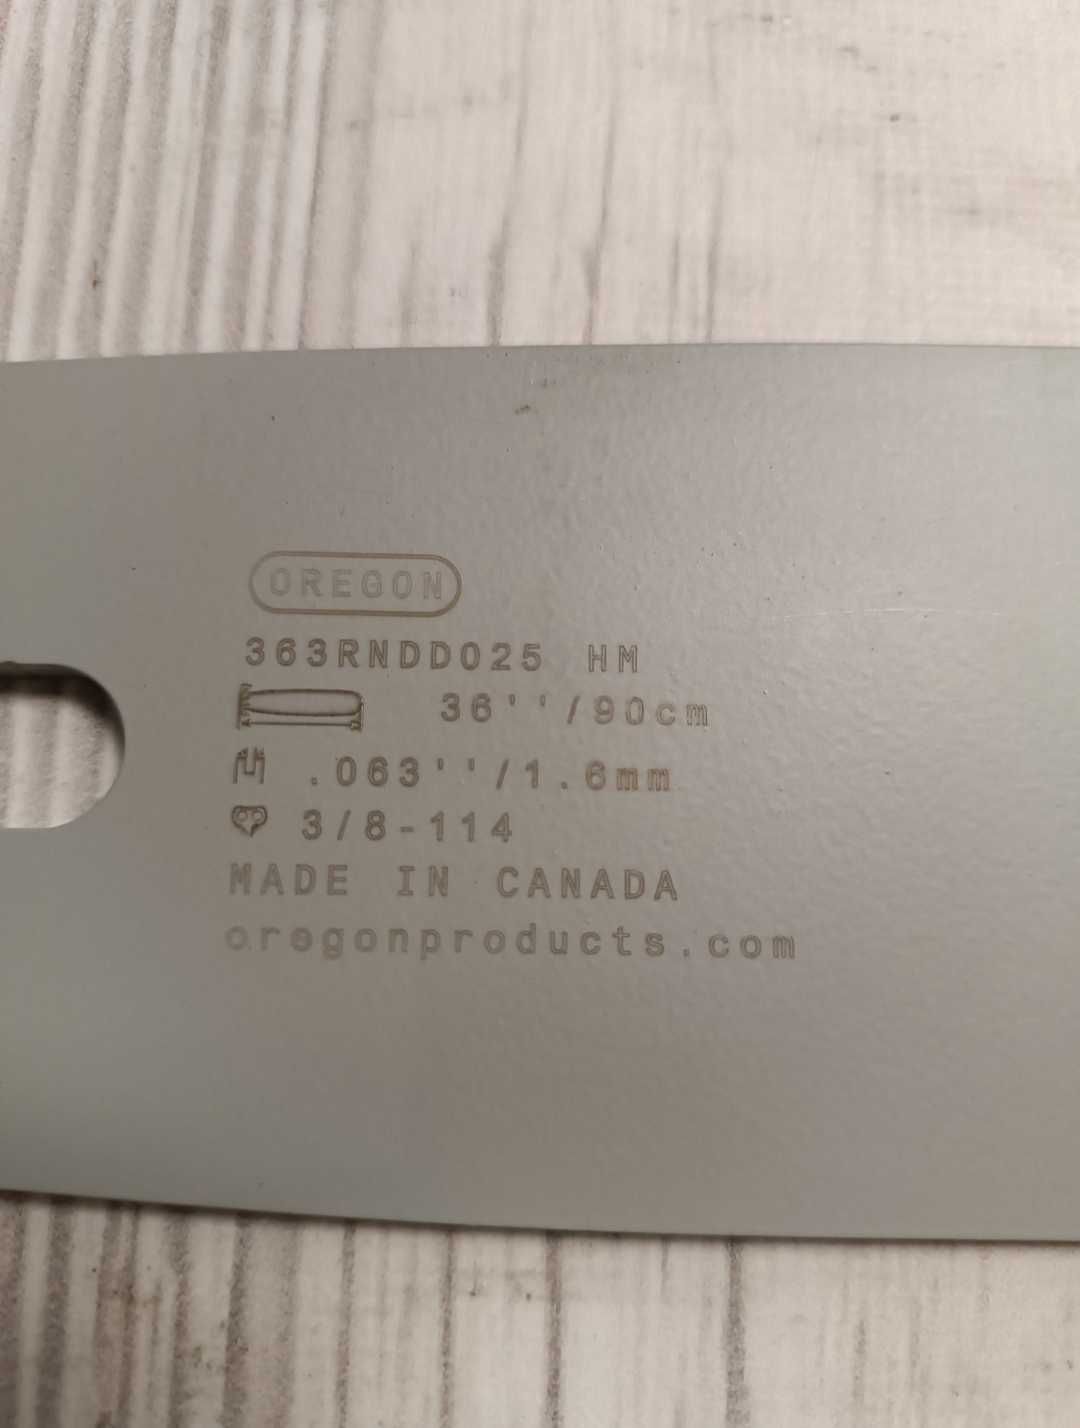 OREGON
363RNDD025 HM
36''/90cm
.063''/1.6mm
3/8-114
MADE IN CANADA
oregonproducts.com